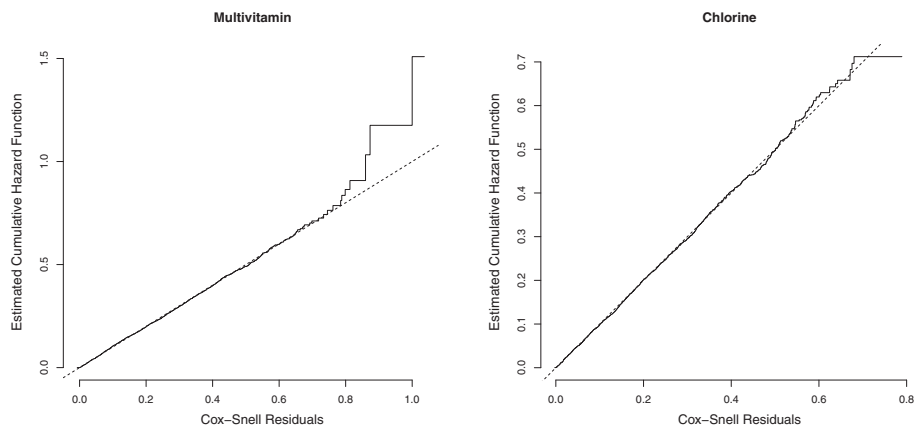 Multivitamin
Estimated Cumulative Hazard Function
1.5
1.0
0.5
0.0
0.0 0.2 0.4 0.6 0.8 1.0
Cox−Snell Residuals
Chlorine
Estimated Cumulative Hazard Function
0.7
0.6
0.5
0.4
0.3
0.2
0.1
0.0
0.0 0.2 0.4 0.6 0.8
Cox−Snell Residuals